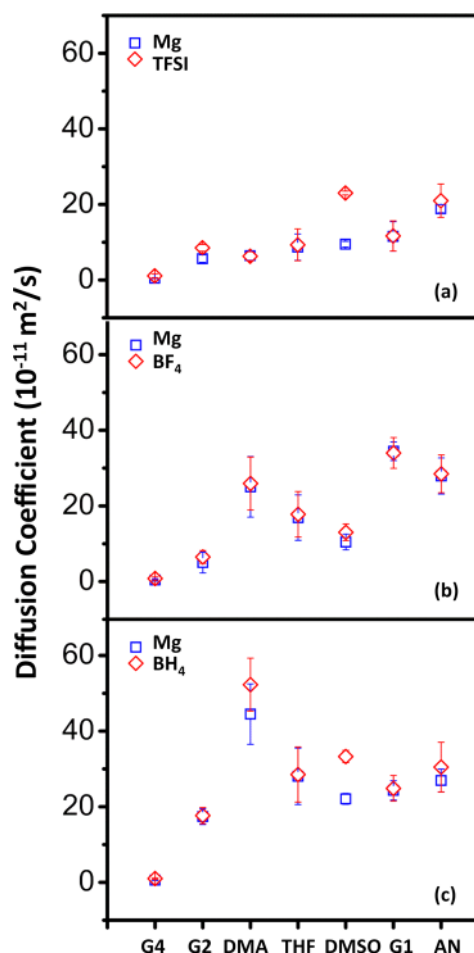 Diffusion Coefficient (10⁻¹¹ m²/s)
Mg
TFSI
60
40
20
0
(a)
Mg
BF₄
60
40
20
0
(b)
Mg
BH₄
60
40
20
0
(c)
G4 G2 DMA THF DMSO G1 AN